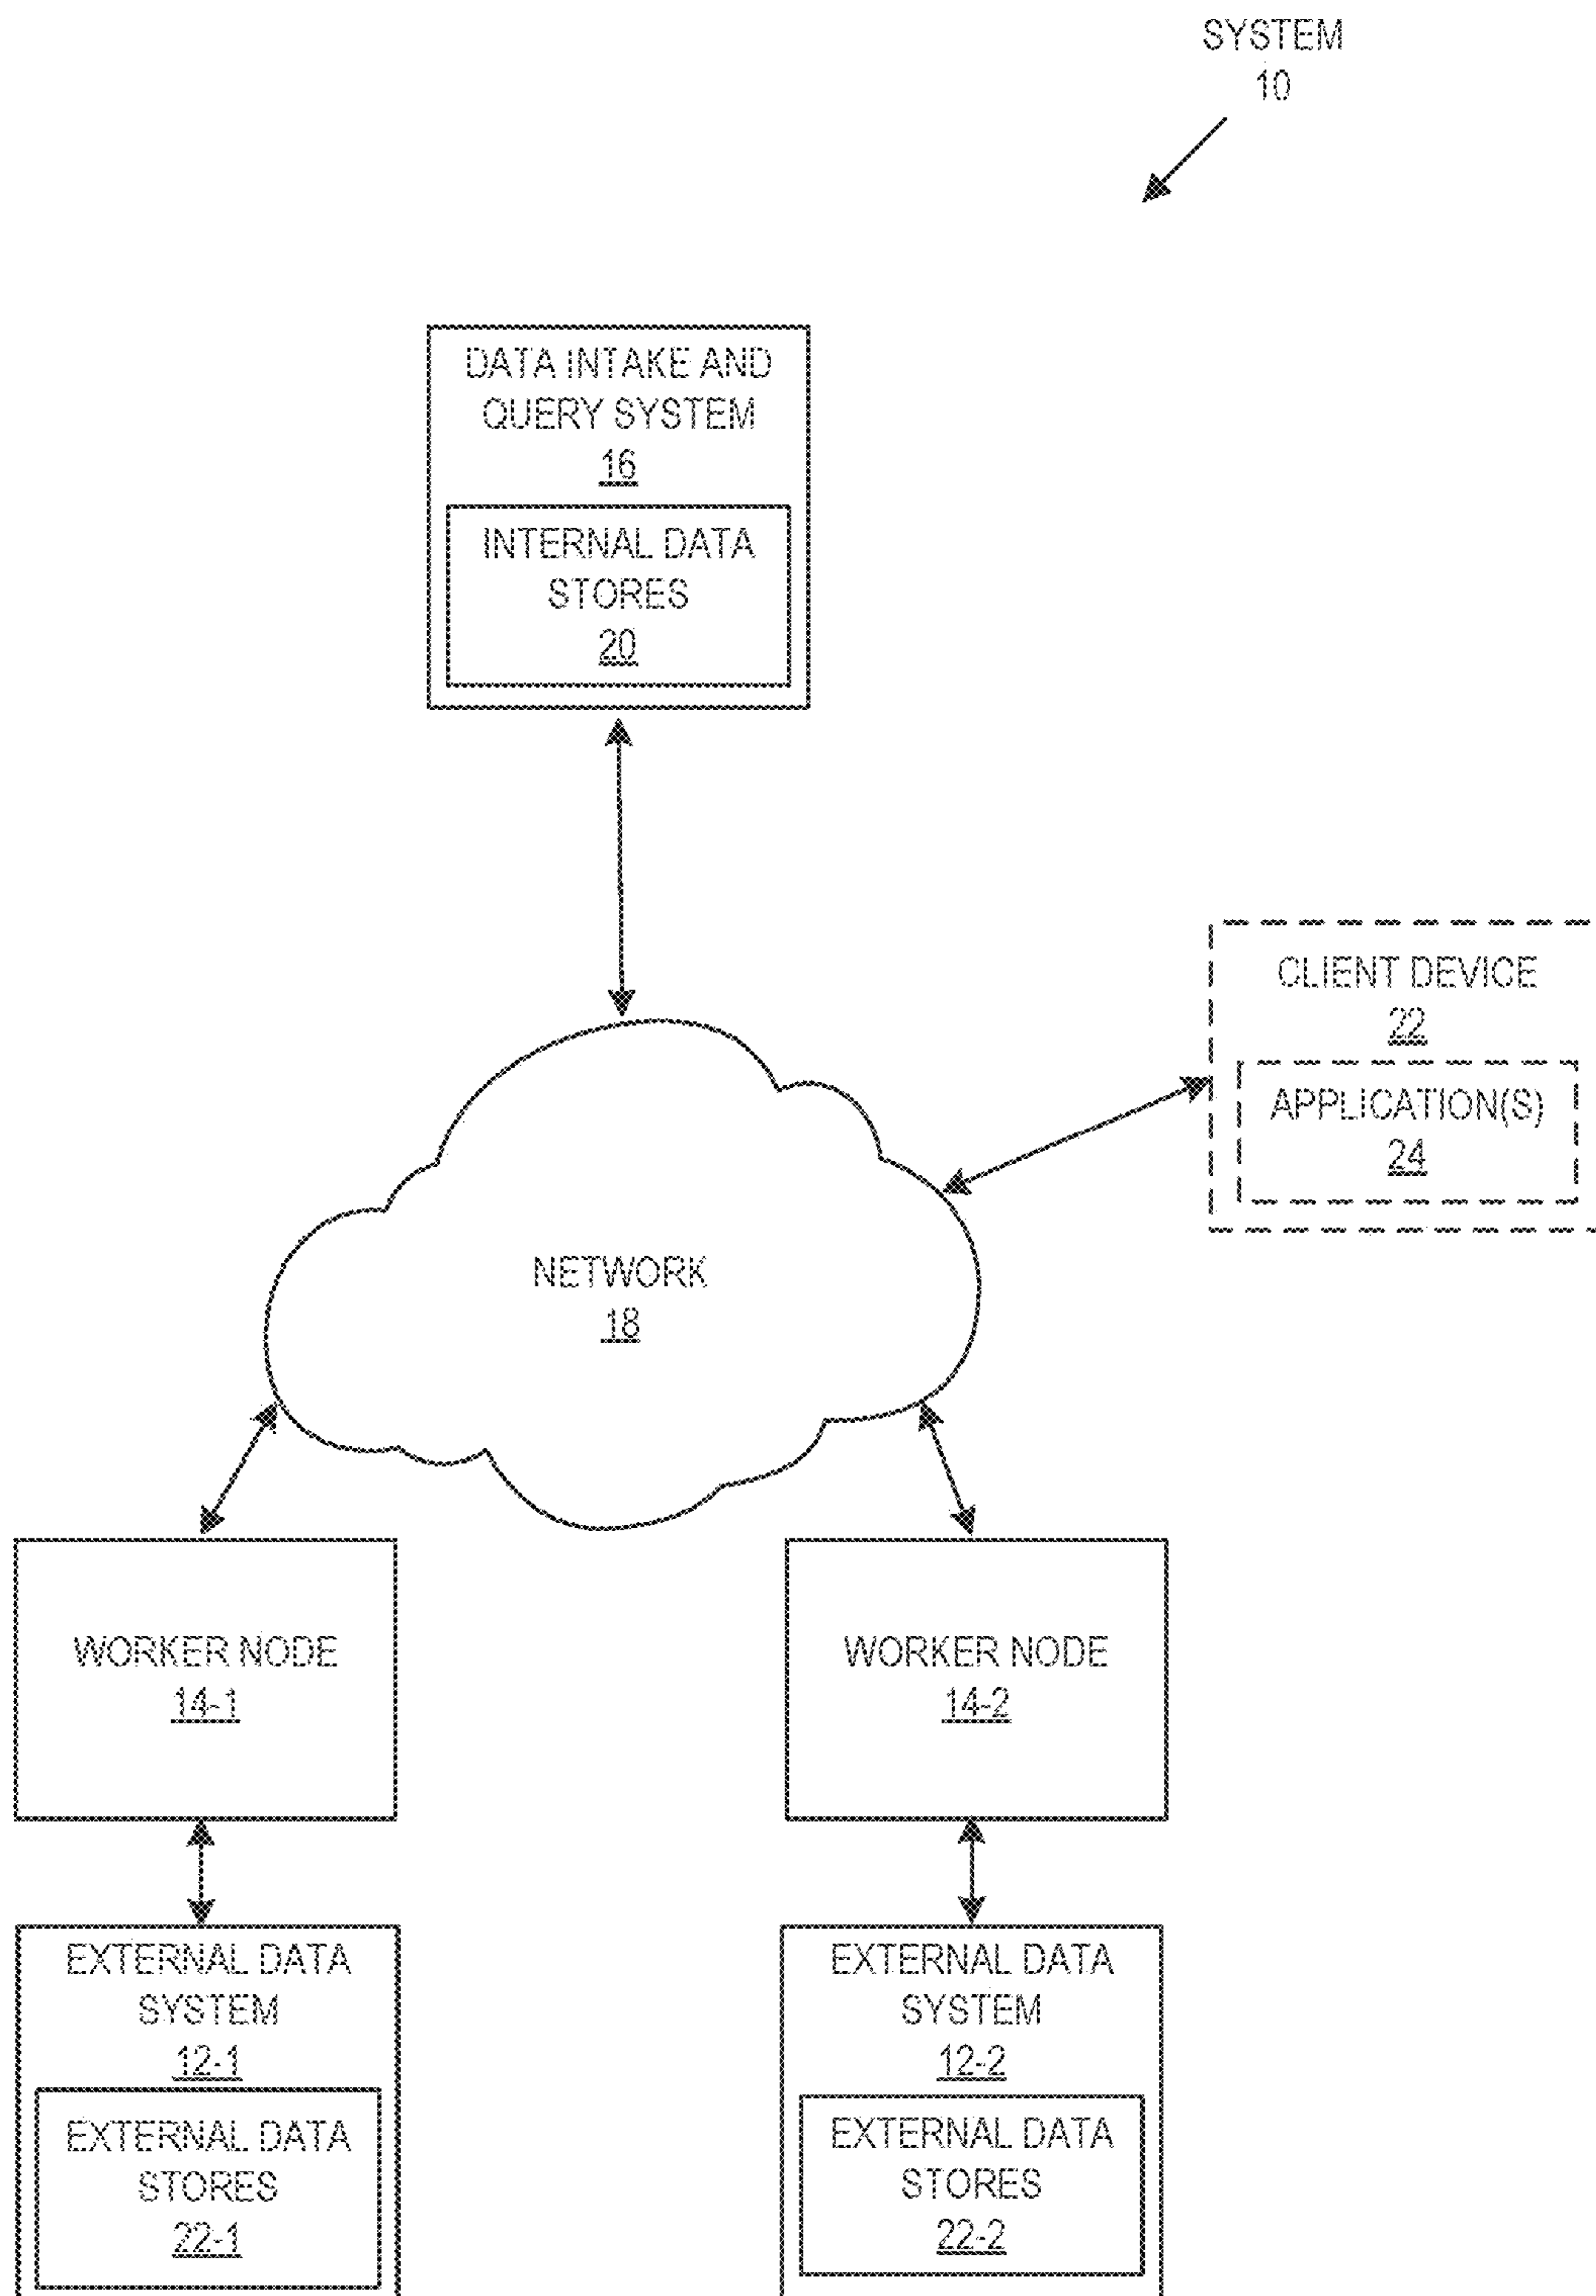 SYSTEM
10
DATA INTAKE AND
QUERY SYSTEM
16
INTERNAL DATA
STORES
20
CLIENT DEVICE
22
APPLICATION(S)
24
NETWORK
18
WORKER NODE
14-1
WORKER NODE
14-2
EXTERNAL DATA
SYSTEM
12-1
EXTERNAL DATA
STORES
22-1
EXTERNAL DATA
SYSTEM
12-2
EXTERNAL DATA
STORES
22-2